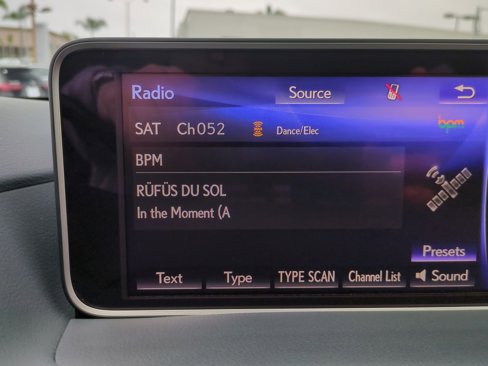 Radio
Source
SAT Ch052 Dance/Elec
bpm
BPM
RÜFÜS DU SOL
In the Moment (A
Presets
Text
Type
TYPE SCAN
Channel List
Sound